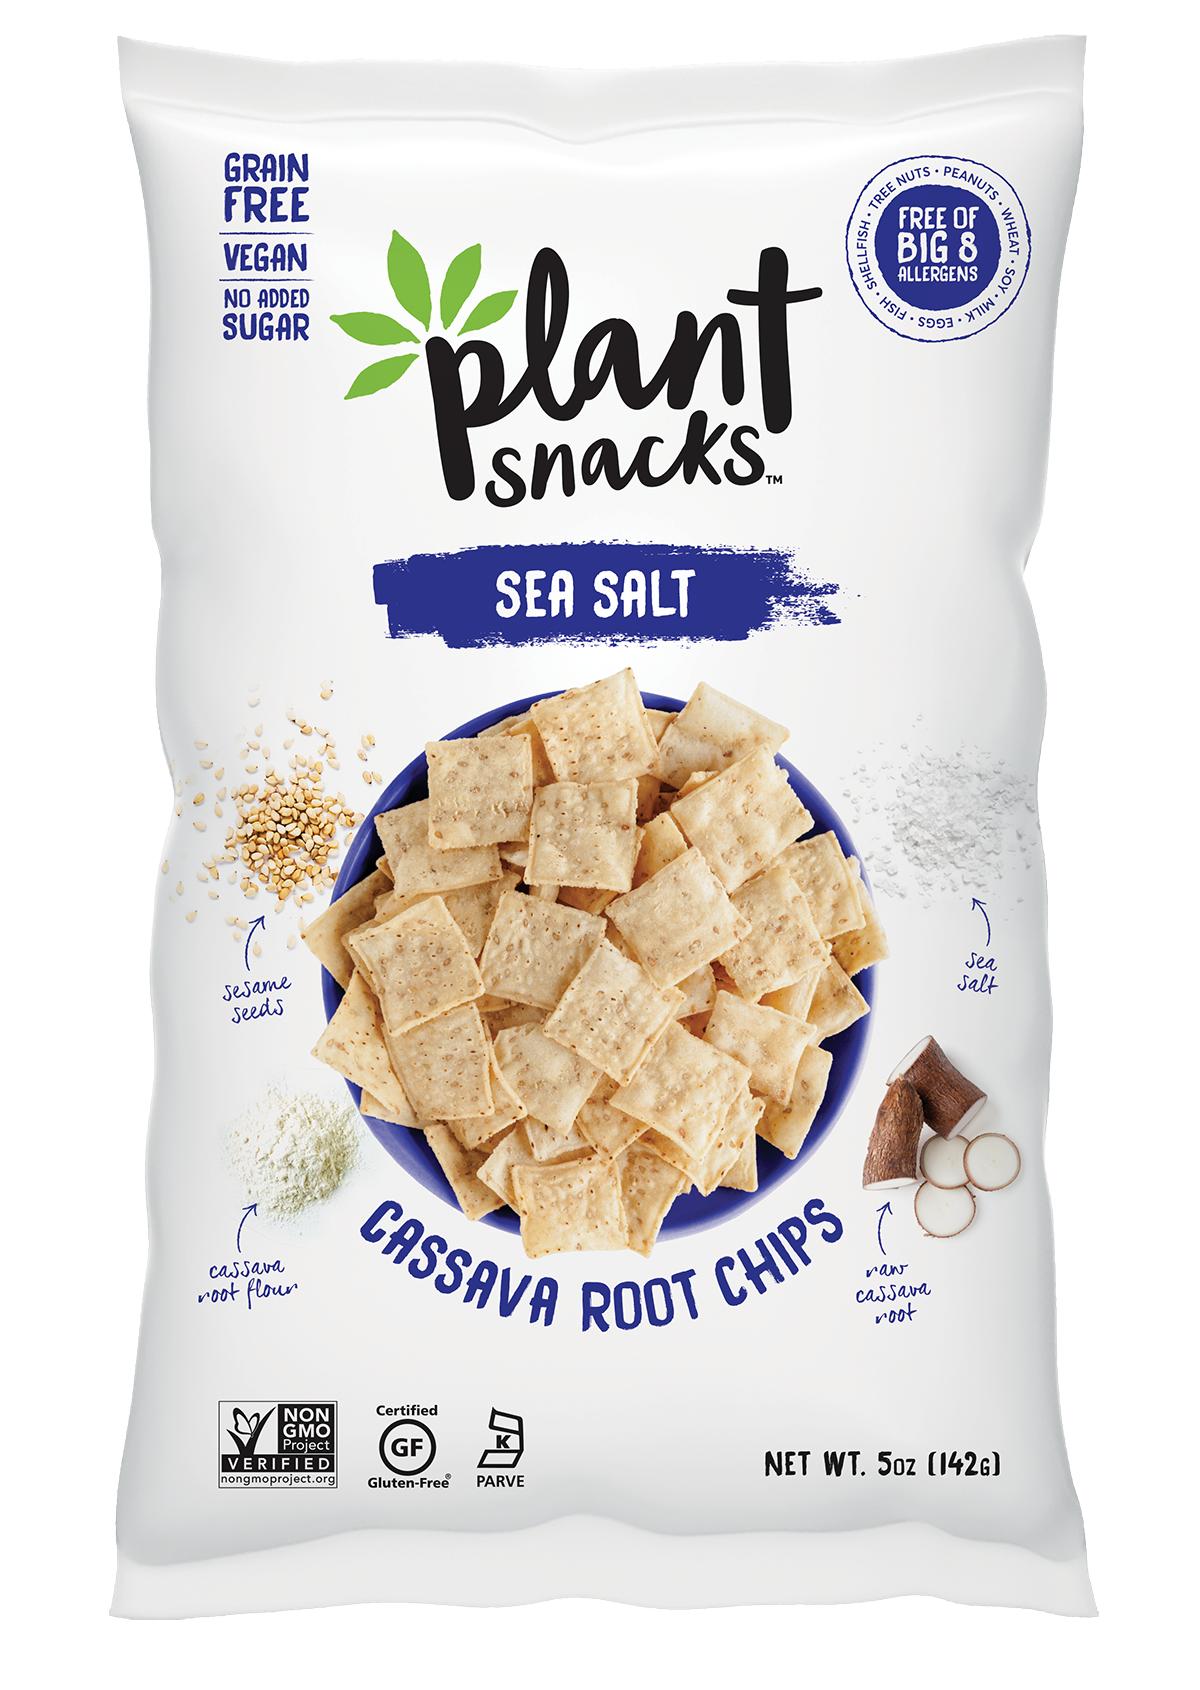 GRAIN
FREE
VEGAN
NO ADDED
SUGAR
TREE NUTS • PEANUTS • WHEAT • SOY • MILK • EGGS • FISH • SHELLFISH •
FREE OF
BIG 8
ALLERGENS
plant
snacks™
SEA SALT
sesame
seeds
sea
salt
cassava
root flour
raw
cassava
root
CASSAVA ROOT CHIPS
NON
GMO
Project
VERIFIED
nongmoproject.org
Certified
GF
Gluten-Free®
K
PARVE
NET WT. 5OZ (142G)